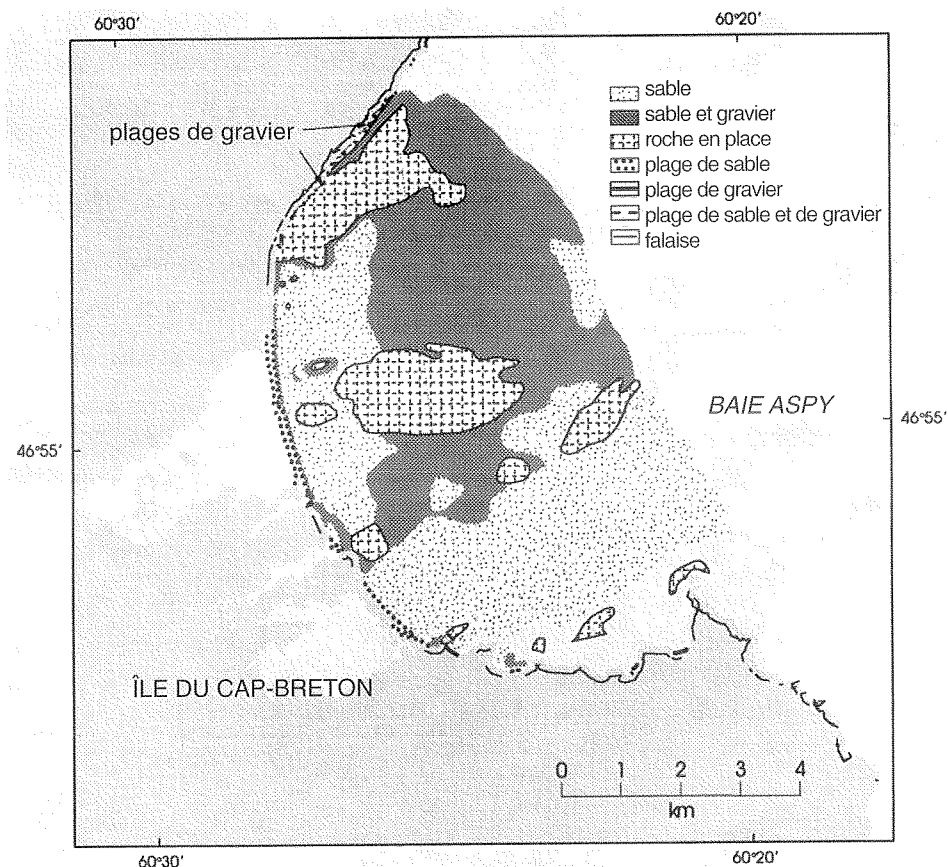 60°30'
60°20'
sable
sable et gravier
roche en place
plage de sable
plage de gravier
plage de sable et de gravier
falaise
plages de gravier
BAIE ASPY
46°55'
46°55'
ÎLE DU CAP-BRETON
0 1 2 3 4
km
60°30'
60°20'